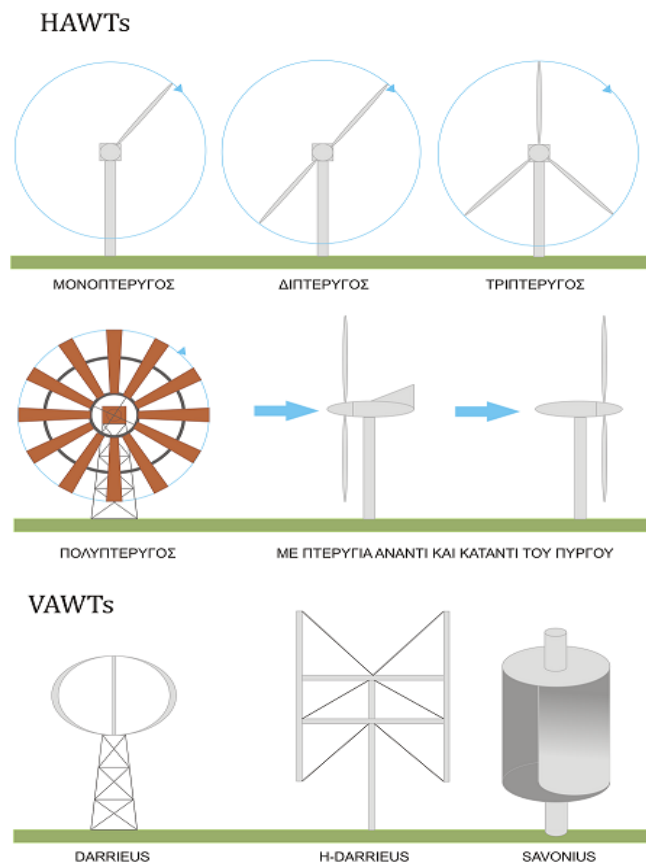 HAWTs
ΜΟΝΟΠΤΕΡΥΓΟΣ
ΔΙΠΤΕΡΥΓΟΣ
ΤΡΙΠΤΕΡΥΓΟΣ
ΠΟΛΥΠΤΕΡΥΓΟΣ
ΜΕ ΠΤΕΡΥΓΙΑ ΑΝΑΝΤΙ ΚΑΙ ΚΑΤΑΝΤΙ ΤΟΥ ΠΥΡΓΟΥ
VAWTs
DARRIEUS
H-DARRIEUS
SAVONIUS